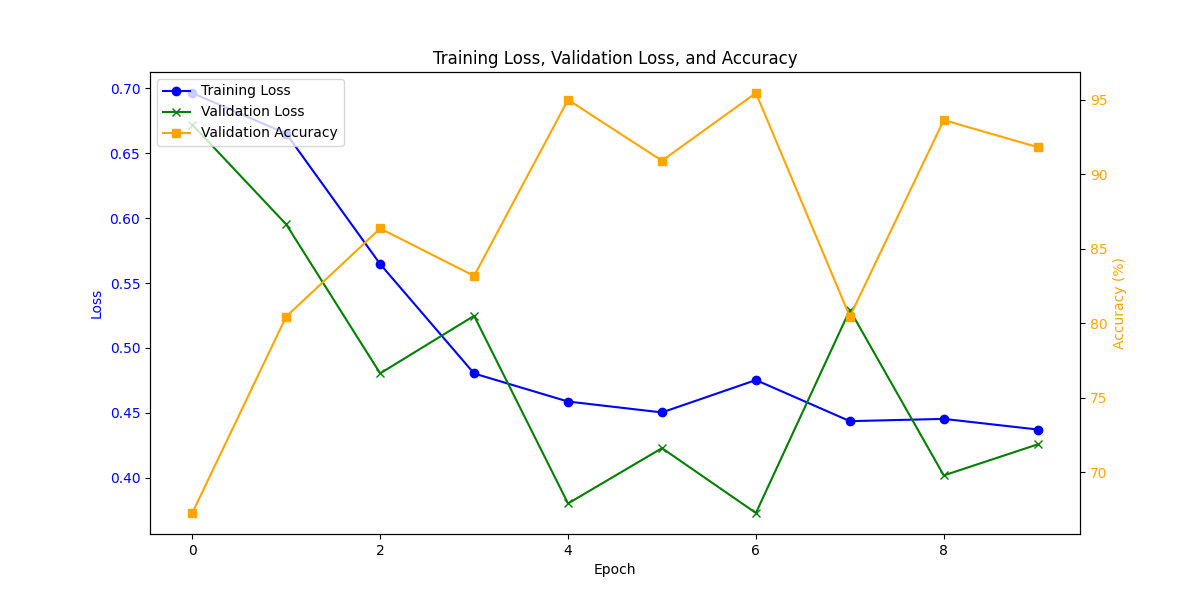 Training Loss, Validation Loss, and Accuracy
Training Loss
Validation Loss
Validation Accuracy
0.70
0.65
0.60
0.55
0.50
0.45
0.40
Loss
95
90
85
80
75
70
Accuracy (%)
0 2 4 6 8
Epoch